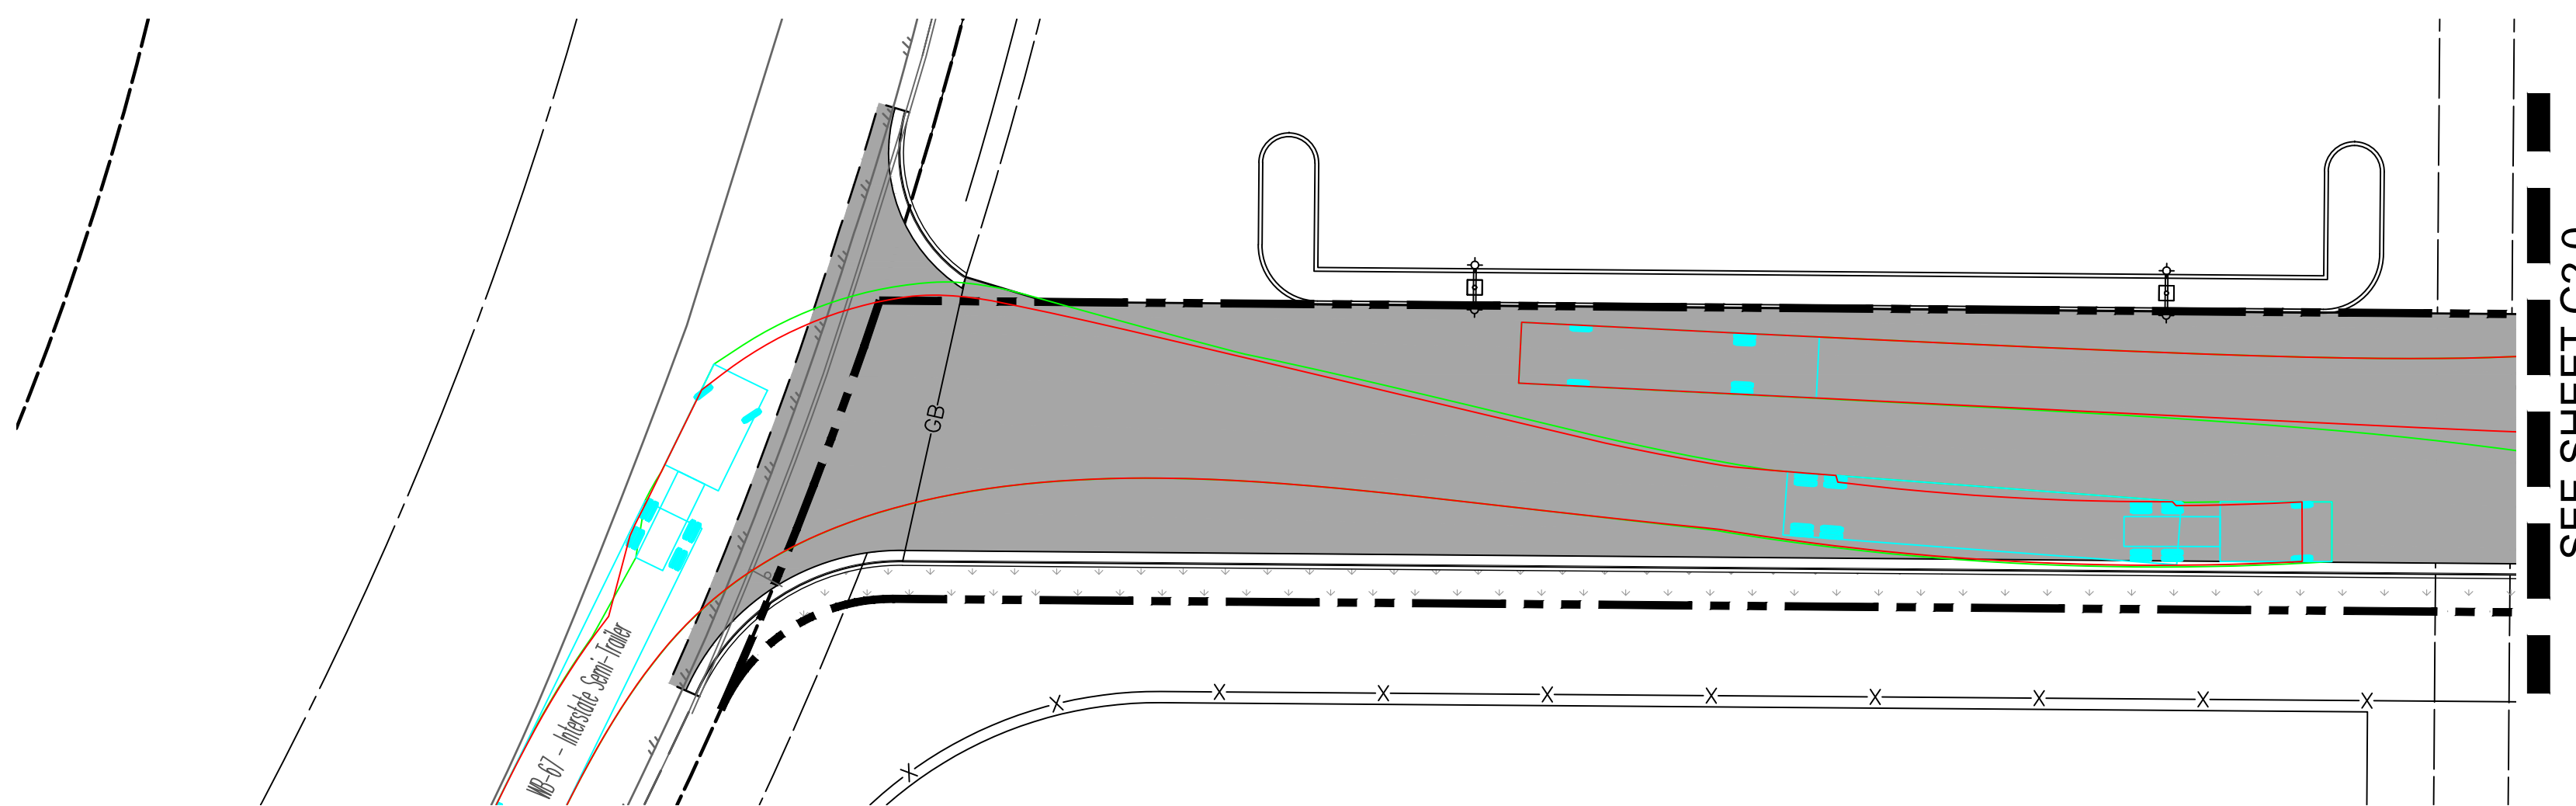 GB
WB-67 - Interstate Semi-Trailer
X X X X X X X X X X